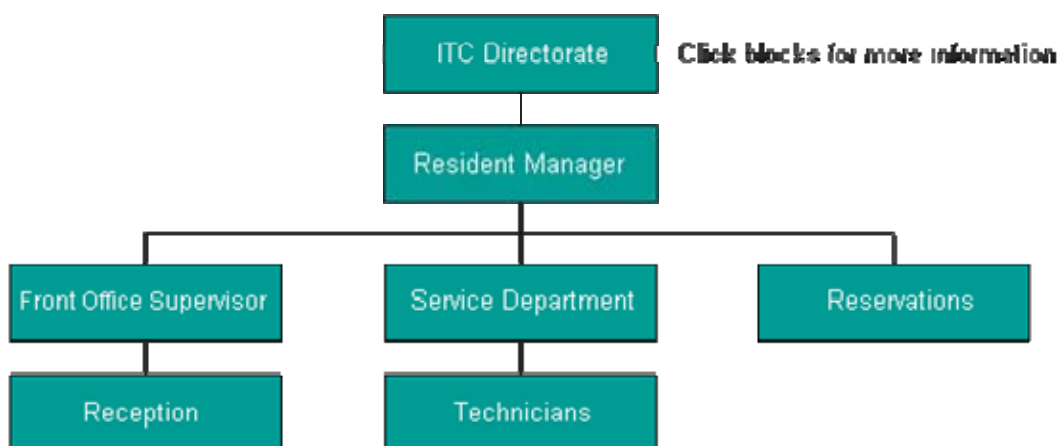 ITC Directorate
Click blocks for more information
Resident Manager
Front Office Supervisor
Service Department
Reservations
Reception
Technicians